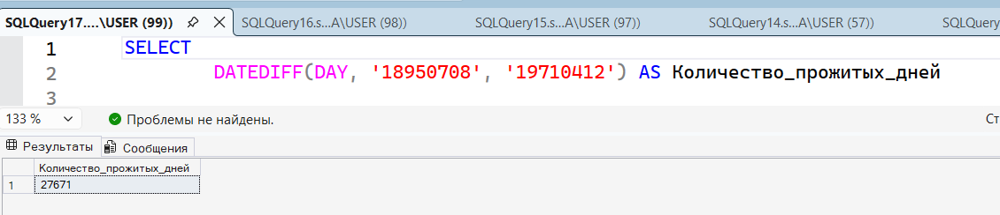 SQLQuery17....\USER (99)) SQLQuery16.s...A\USER (98)) SQLQuery15.s...A\USER (97)) SQLQuery14.s...A\USER (57)) SQLQuery
1 SELECT
2 DATEDIFF(DAY, '18950708', '19710412') AS Количество_прожитых_дней
3
133 % Проблемы не найдены. Ст
Результаты Сообщения
Количество_прожитых_дней
1 27671